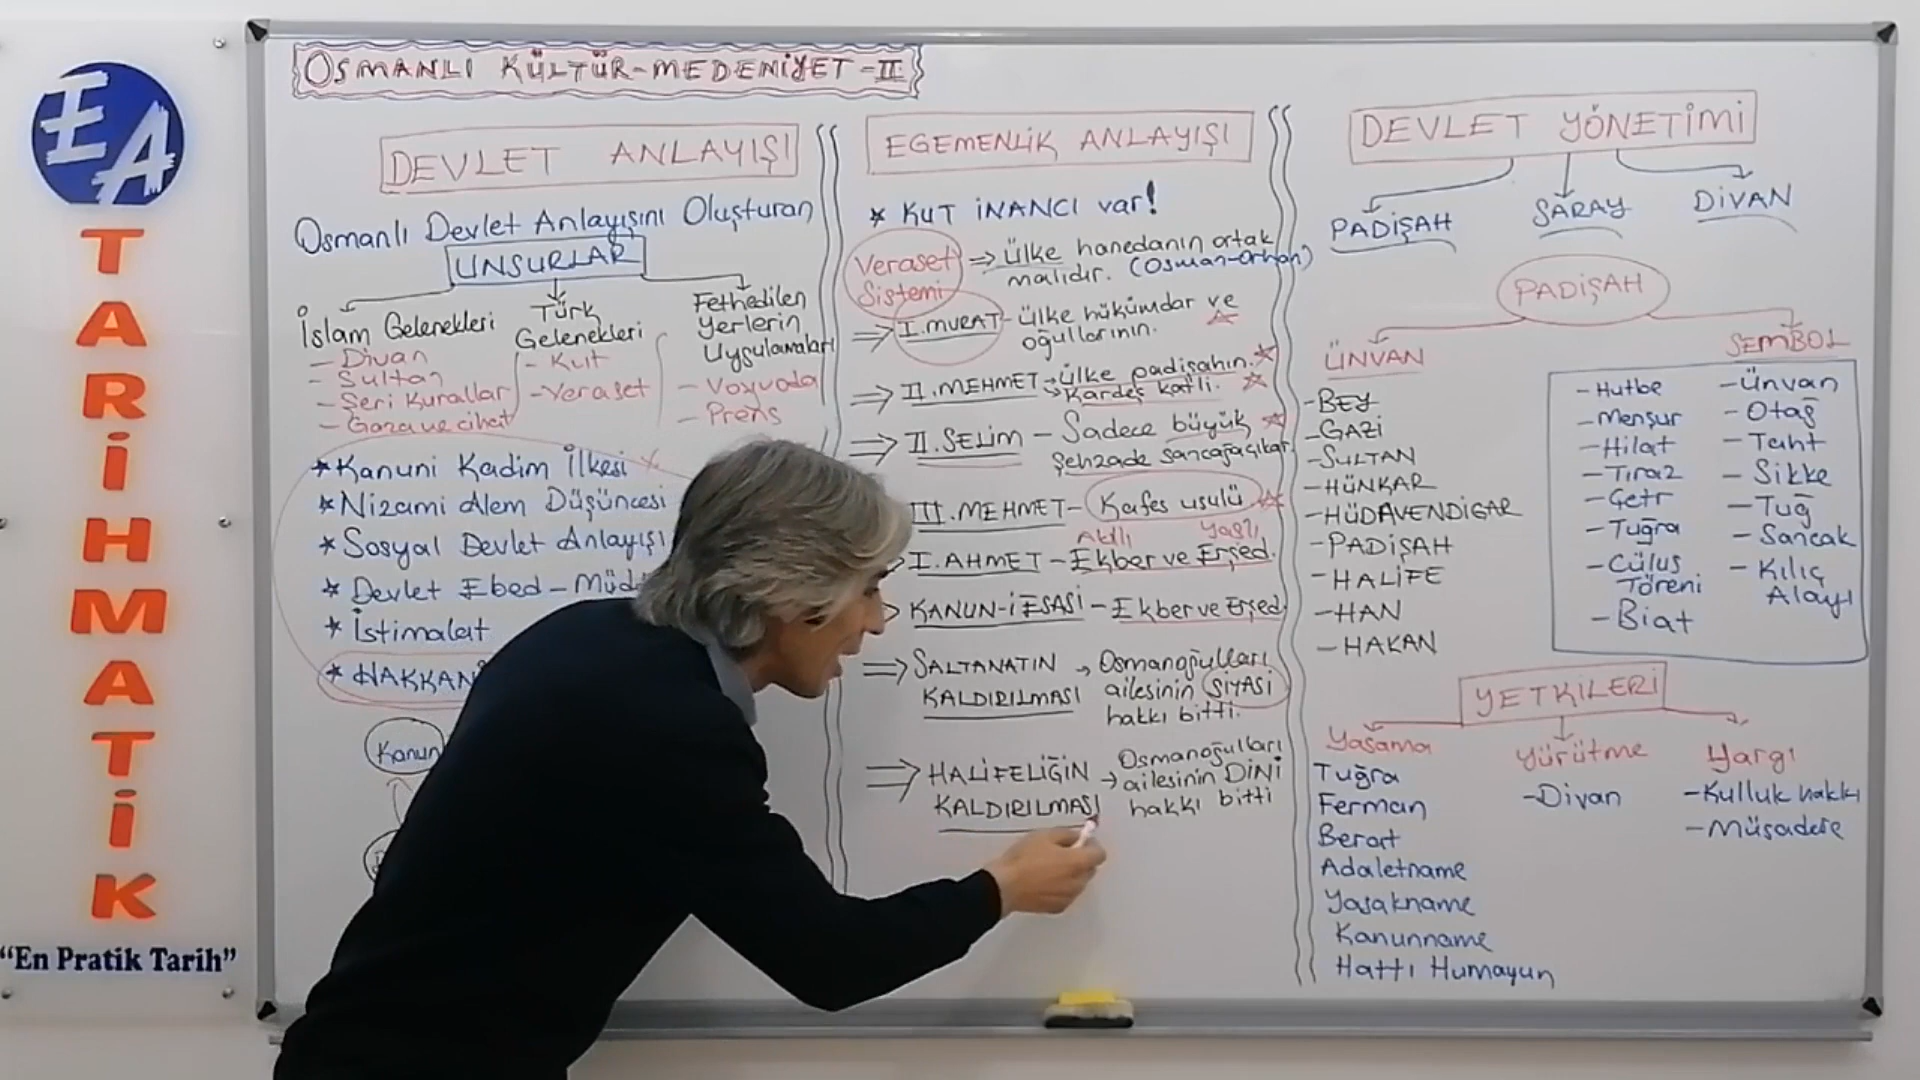 EA
TARİHMATİK
“En Pratik Tarih”
OSMANLI KÜLTÜR-MEDENİYET-II
DEVLET ANLAYIŞI
Osmanlı Devlet Anlayışını Oluşturan
UNSURLAR
İslam Gelenekleri
- Divan
- Sultan
- Şeri Kurallar
- Gaza ve cihat
Türk
Gelenekleri
- Kut
- Veraset
Fethedilen
Yerlerin
Uygulamaları
- Voyvoda
- Prens
* Kanuni Kadim İlkesi
* Nizami Alem Düşüncesi
* Sosyal Devlet Anlayışı
* Devlet Ebed-Müdd
* İstimalat
* HAKKANİ
Kanun
EGEMENLİK ANLAYIŞI
* KUT İNANCI var!
Veraset
Sistemi
⇒ Ülke hanedanın ortak
malıdır. (Osman-Orhan)
⇒ I.MURAT - Ülke hükümdar ve
oğullarının.
⇒ II.MEHMET → ülke padişahın.
→ Kardeş katli.
⇒ II.SELİM - Sadece büyük
şehzade sancağa çıkar.
III.MEHMET - Kafes usulü
Akıllı Yaşlı
I.AHMET - Ekber ve Erşed.
KANUN-İ ESASİ - Ekber ve Erşed
⇒ SALTANATIN
KALDIRILMASI
→ Osmanoğulları
ailesinin SİYASİ
hakkı bitti.
⇒ HALİFELİĞİN
KALDIRILMASI
→ Osmanoğulları
ailesinin DİNİ
hakkı bitti
DEVLET YÖNETİMİ
PADİŞAH
SARAY
DİVAN
PADİŞAH
ÜNVAN
- BEY
- GAZİ
- SULTAN
- HÜNKAR
- HÜDAVENDİGAR
- PADİŞAH
- HALİFE
- HAN
- HAKAN
SEMBOL
- Hutbe
- Menşur
- Hilat
- Tıraz
- Çetr
- Tuğra
- Cülus
Töreni
- Biat
- Ünvan
- Otağ
- Taht
- Sikke
- Tuğ
- Sancak
- Kılıç
Alayı
YETKİLERİ
Yasama
Tuğra
Ferman
Berat
Adaletname
Yasakname
Kanunname
Hattı Humayun
Yürütme
- Divan
Yargı
- Kulluk hakkı
- Müsadere